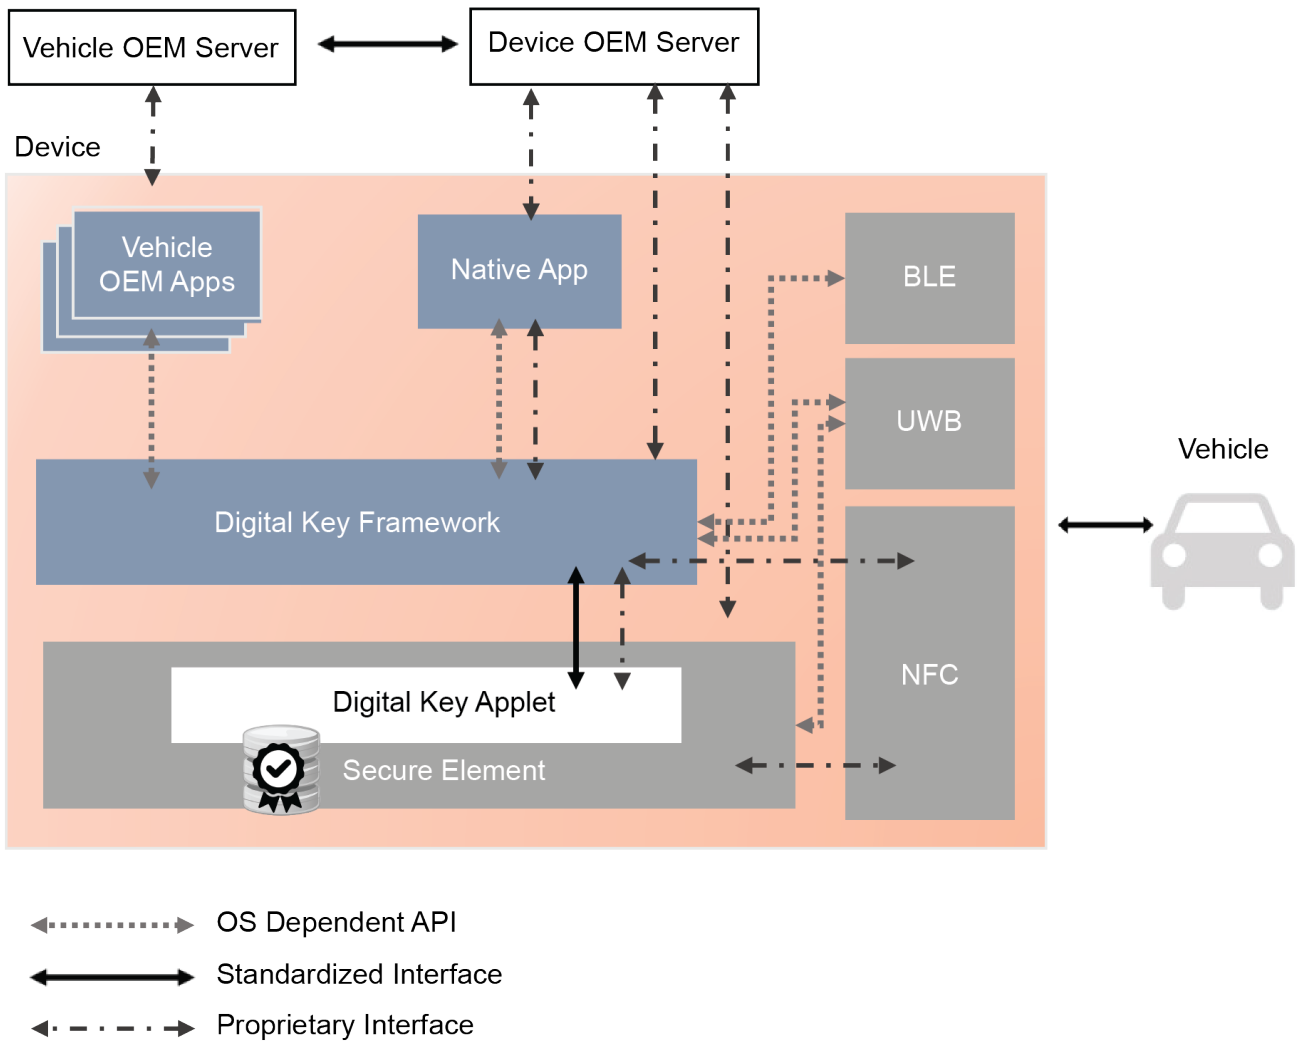 Vehicle OEM Server
Device OEM Server
Device
Vehicle
OEM Apps
Native App
BLE
UWB
Vehicle
Digital Key Framework
NFC
Digital Key Applet
Secure Element
OS Dependent API
Standardized Interface
Proprietary Interface